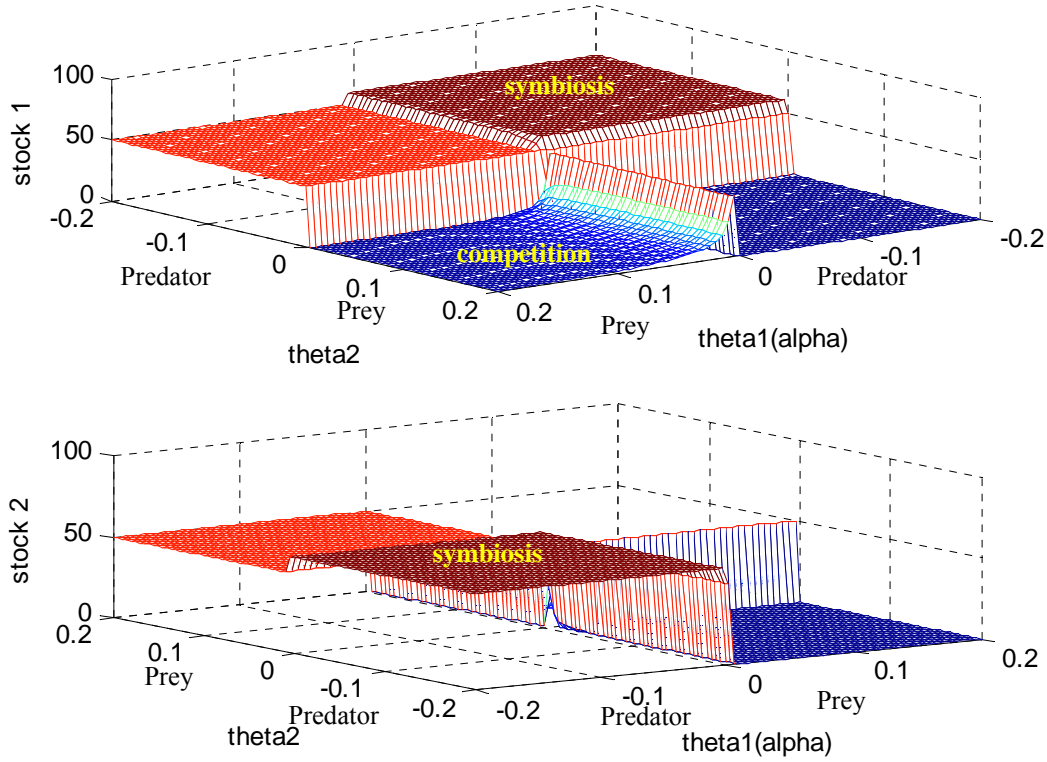 100
symbiosis
stock 1
50
0
-0.2
-0.1
-0.2
competition
Predator
0
-0.1
0.1
0
Predator
Prey
0.2
0.2
0.1
Prey
theta1(alpha)
theta2
100
stock 2
50
symbiosis
0
0.2
0.1
0.2
Prey
0
0.1
-0.1
0
Prey
Predator
-0.2
-0.2
-0.1
Predator
theta2
theta1(alpha)